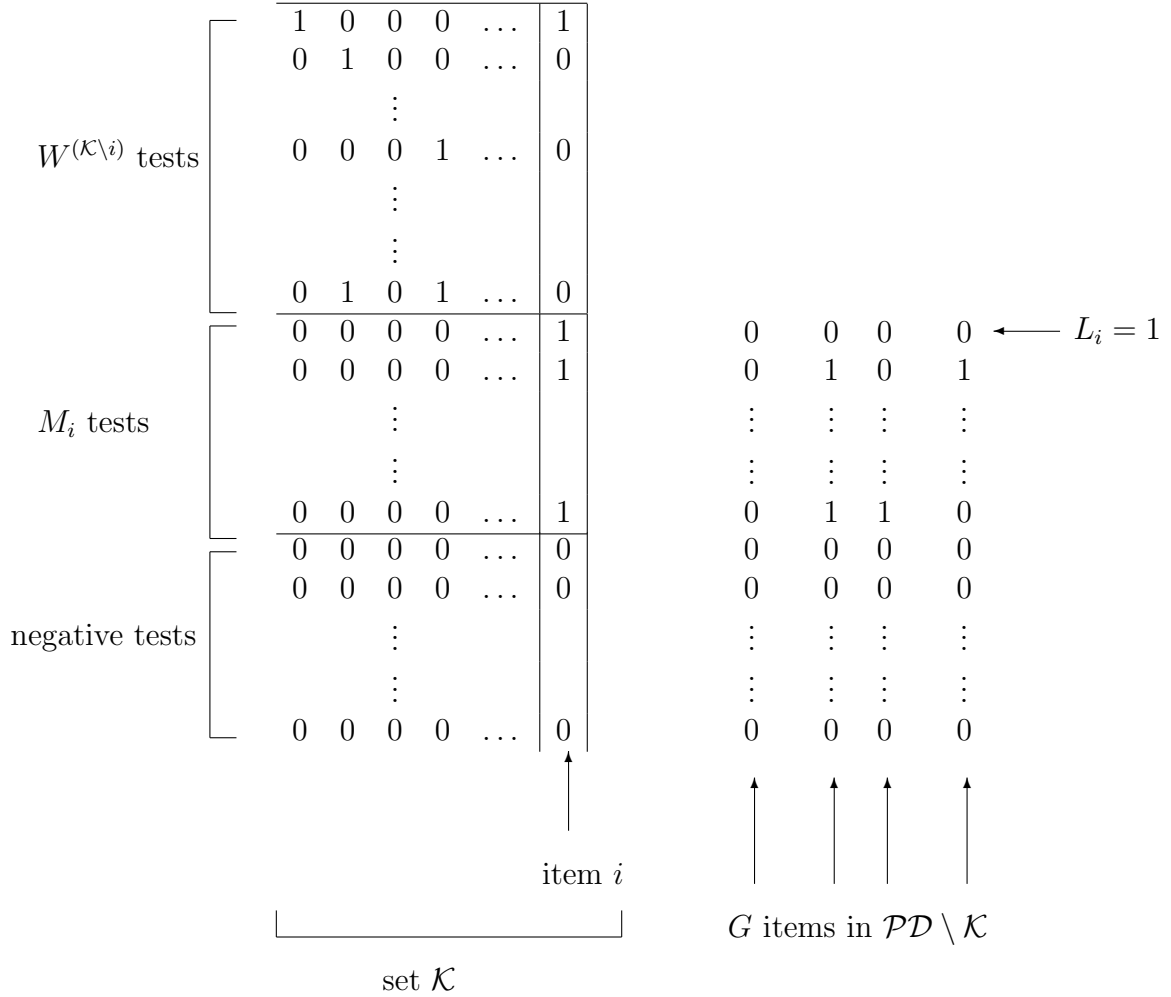 1 0 0 0 … 1
0 1 0 0 … 0
⋮
W^(𝒦\i) tests
0 0 0 1 … 0
⋮
⋮
0 1 0 1 … 0
0 0 0 0 … 1 0 0 0 0 L_i = 1
0 0 0 0 … 1 0 1 0 1
⋮ ⋮ ⋮ ⋮ ⋮
M_i tests
⋮ ⋮ ⋮ ⋮ ⋮
0 0 0 0 … 1 0 1 1 0
0 0 0 0 … 0 0 0 0 0
0 0 0 0 … 0 0 0 0 0
negative tests
⋮ ⋮ ⋮ ⋮ ⋮
⋮ ⋮ ⋮ ⋮ ⋮
0 0 0 0 … 0 0 0 0 0
item i
G items in 𝒫𝒟 \ 𝒦
set 𝒦